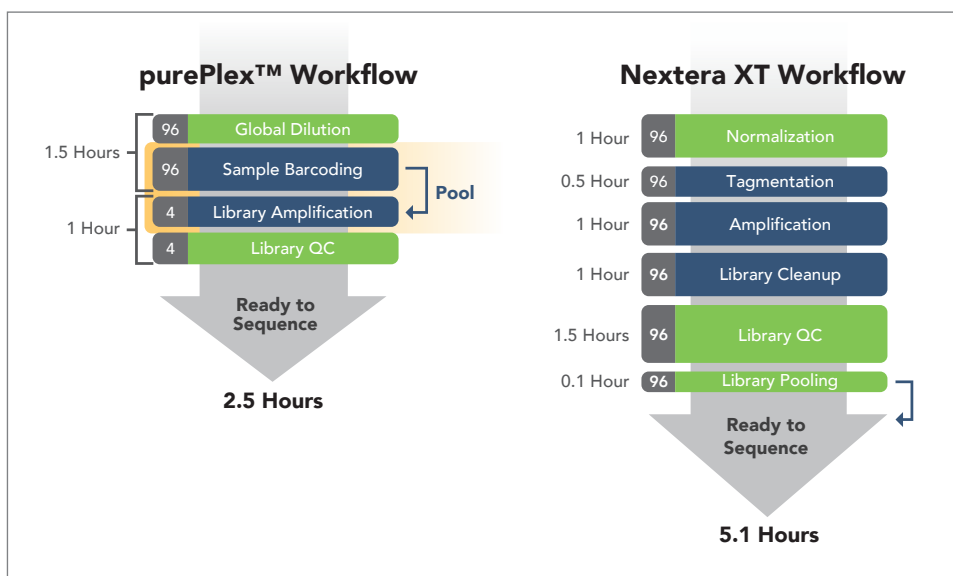 purePlex™ Workflow
1.5 Hours
96 Global Dilution
96 Sample Barcoding
Pool
1 Hour
4 Library Amplification
4 Library QC
Ready to
Sequence
2.5 Hours
Nextera XT Workflow
1 Hour 96 Normalization
0.5 Hour 96 Tagmentation
1 Hour 96 Amplification
1 Hour 96 Library Cleanup
1.5 Hours 96 Library QC
0.1 Hour 96 Library Pooling
Ready to
Sequence
5.1 Hours